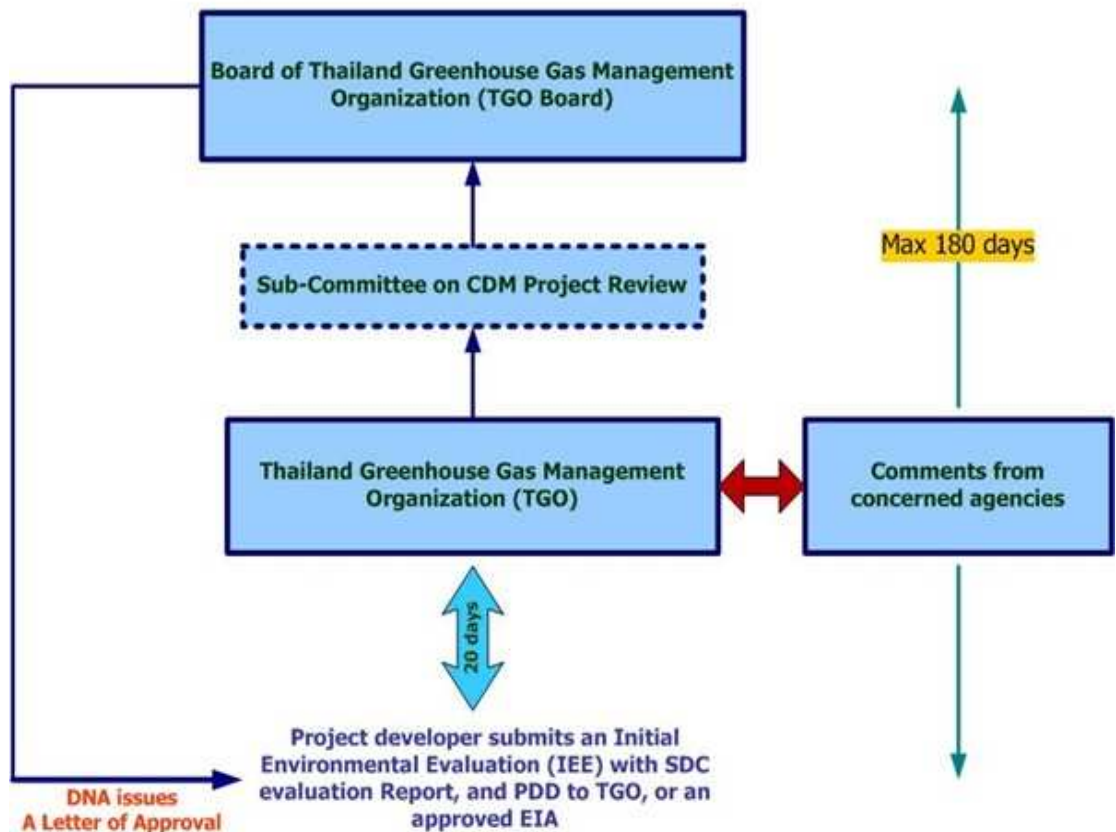 Board of Thailand Greenhouse Gas Management
Organization (TGO Board)
Max 180 days
Sub-Committee on CDM Project Review
Thailand Greenhouse Gas Management
Organization (TGO)
Comments from
concerned agencies
20 days
Project developer submits an Initial
Environmental Evaluation (IEE) with SDC
evaluation Report, and PDD to TGO, or an
approved EIA
DNA issues
A Letter of Approval